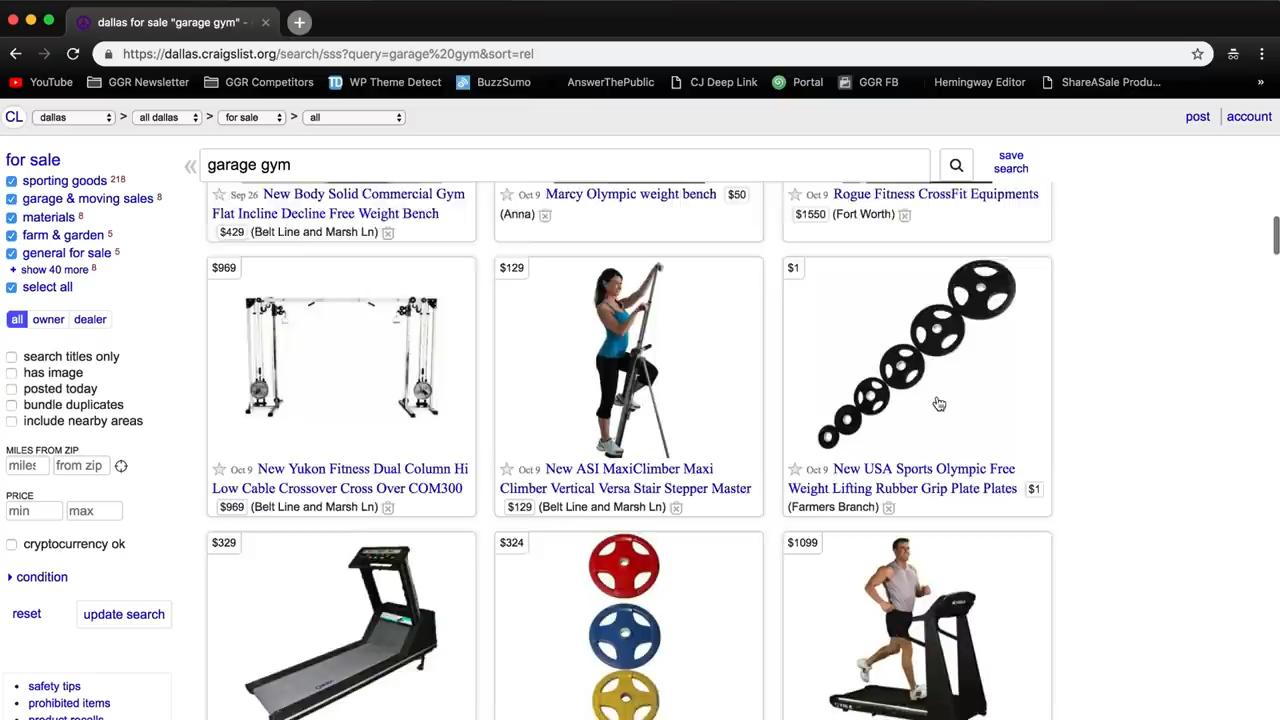 dallas for sale "garage gym" -
https://dallas.craigslist.org/search/sss?query=garage%20gym&sort=rel
YouTube GGR Newsletter GGR Competitors WP Theme Detect BuzzSumo AnswerThePublic CJ Deep Link Portal GGR FB Hemingway Editor ShareASale Produ... »
CL dallas > all dallas > for sale > all post account
for sale
sporting goods 218
garage & moving sales 8
materials 8
farm & garden 5
general for sale 5
+ show 40 more 8
select all
all owner dealer
search titles only
has image
posted today
bundle duplicates
include nearby areas
MILES FROM ZIP
miles from zip
PRICE
min max
cryptocurrency ok
condition
reset update search
safety tips
prohibited items
product recalls
« garage gym
save
search
Sep 26 New Body Solid Commercial Gym
Flat Incline Decline Free Weight Bench
$429 (Belt Line and Marsh Ln)
Oct 9 Marcy Olympic weight bench $50
(Anna)
Oct 9 Rogue Fitness CrossFit Equipments
$1550 (Fort Worth)
$969
Oct 9 New Yukon Fitness Dual Column Hi
Low Cable Crossover Cross Over COM300
$969 (Belt Line and Marsh Ln)
$129
Oct 9 New ASI MaxiClimber Maxi
Climber Vertical Versa Stair Stepper Master
$129 (Belt Line and Marsh Ln)
$1
Oct 9 New USA Sports Olympic Free
Weight Lifting Rubber Grip Plate Plates $1
(Farmers Branch)
$329
$324
$1099